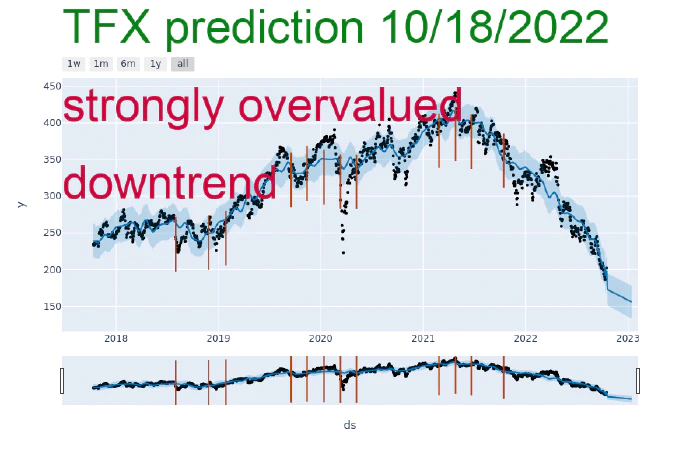 TFX prediction 10/18/2022
1w 1m 6m 1y all
strongly overvalued
downtrend
450
400
350
300
250
200
150
y
2018 2019 2020 2021 2022 2023
ds